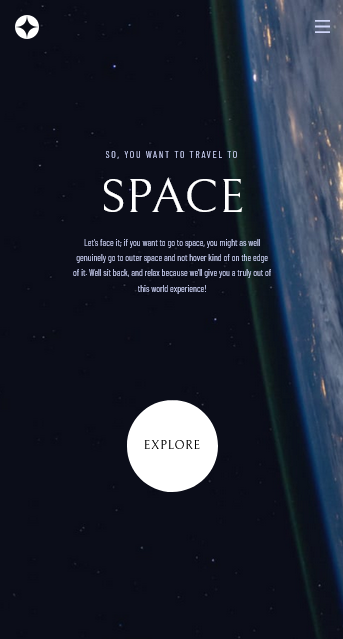 SO, YOU WANT TO TRAVEL TO
SPACE
Let's face it; if you want to go to space, you might as well
genuinely go to outer space and not hover kind of on the edge
of it. Well sit back, and relax because we'll give you a truly out of
this world experience!
EXPLORE